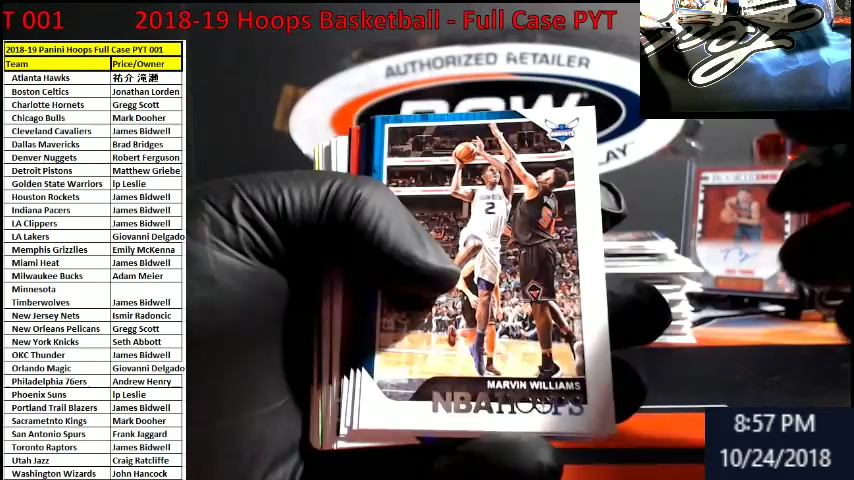 T 001
2018-19 Hoops Basketball - Full Case PYT
2018-19 Panini Hoops Full Case PYT 001
Team Price/Owner
Atlanta Hawks
Boston Celtics Jonathan Lorden
Charlotte Hornets Gregg Scott
Chicago Bulls Mark Dooher
Cleveland Cavaliers James Bidwell
Dallas Mavericks Brad Bridges
Denver Nuggets Robert Ferguson
Detroit Pistons Matthew Griebe
Golden State Warriors lp Leslie
Houston Rockets James Bidwell
Indiana Pacers James Bidwell
LA Clippers James Bidwell
LA Lakers Giovanni Delgado
Memphis Grizzlies Emily McKenna
Miami Heat James Bidwell
Milwaukee Bucks Adam Meier
Minnesota
Timberwolves James Bidwell
New Jersey Nets Ismir Radoncic
New Orleans Pelicans Gregg Scott
New York Knicks Seth Abbott
OKC Thunder James Bidwell
Orlando Magic Giovannic
Philadelphia 76ers Andrew Henry
Phoenix Suns lp Leslie
Portland Trail Blazers James Bidwell
Sacrametnto Kings Mark Dooher
San Antonio Spurs Frank Jaggard
Toronto Raptors James Bidwell
Utah Jazz Craig Ratcliffe
Washington Wizards John Hancock
AUTHORIZED RETAILER
2
MARVIN WILLIAMS
NBA HOOPS
8:57 PM
10/24/2018